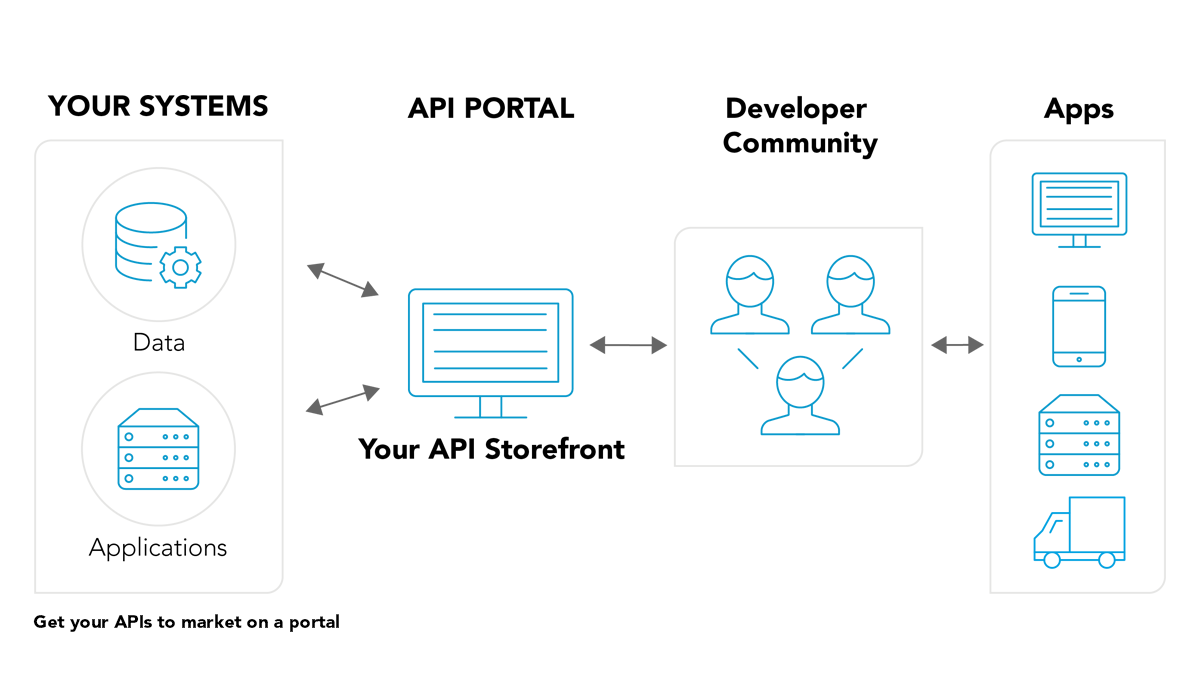 YOUR SYSTEMS
API PORTAL
Developer
Community
Apps
Data
Applications
Your API Storefront
Get your APIs to market on a portal